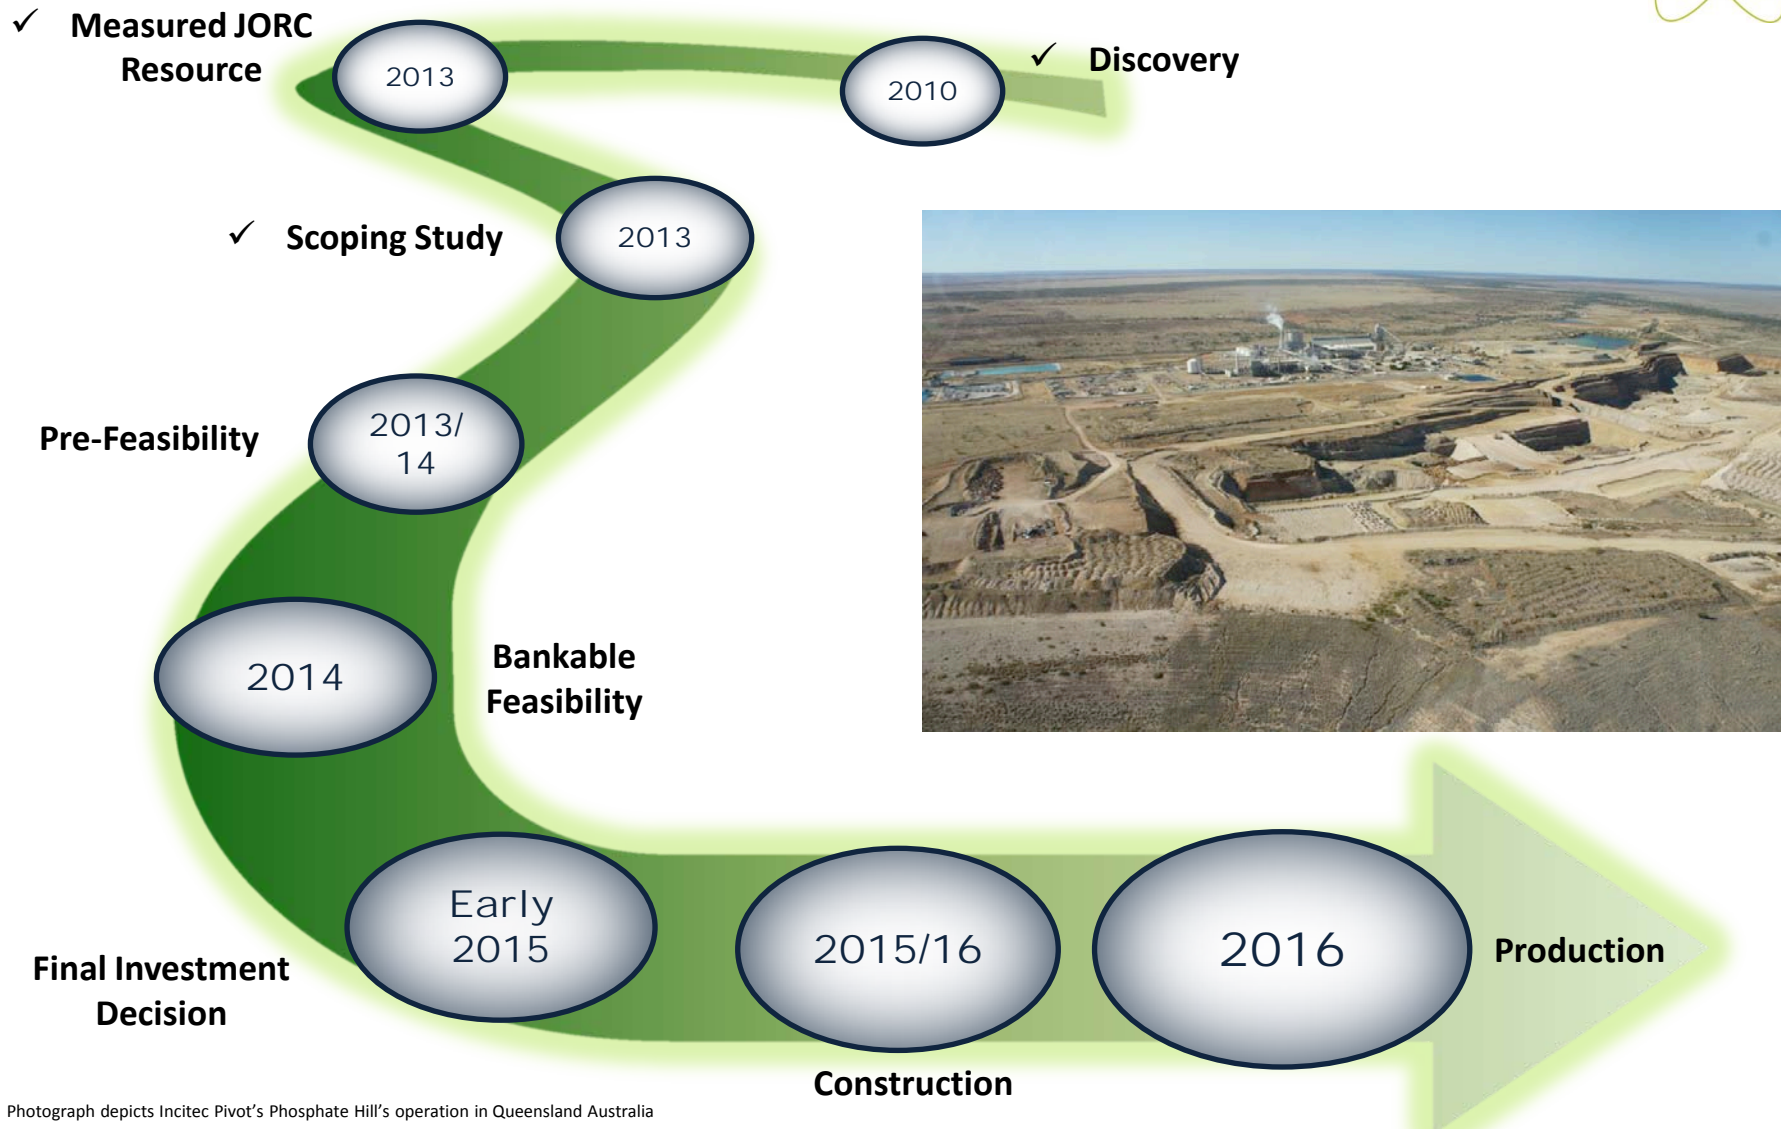 ✓ Measured JORC
Resource
2013
2010
✓ Discovery
✓ Scoping Study
2013
Pre-Feasibility
2013/
14
2014
Bankable
Feasibility
Early
2015
Final Investment
Decision
2015/16
Construction
2016
Production
Photograph depicts Incitec Pivot's Phosphate Hill's operation in Queensland Australia